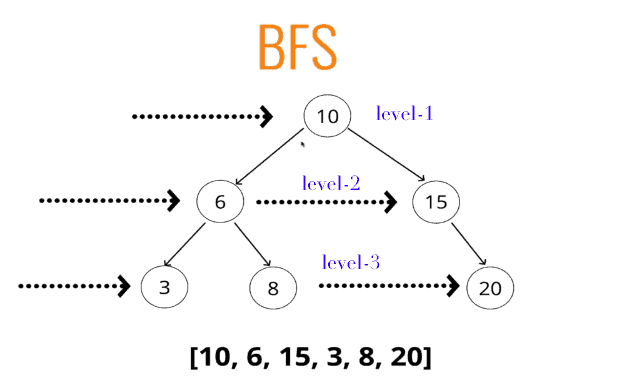 BFS
10 level-1
level-2
6 15
level-3
3 8 20
[10, 6, 15, 3, 8, 20]